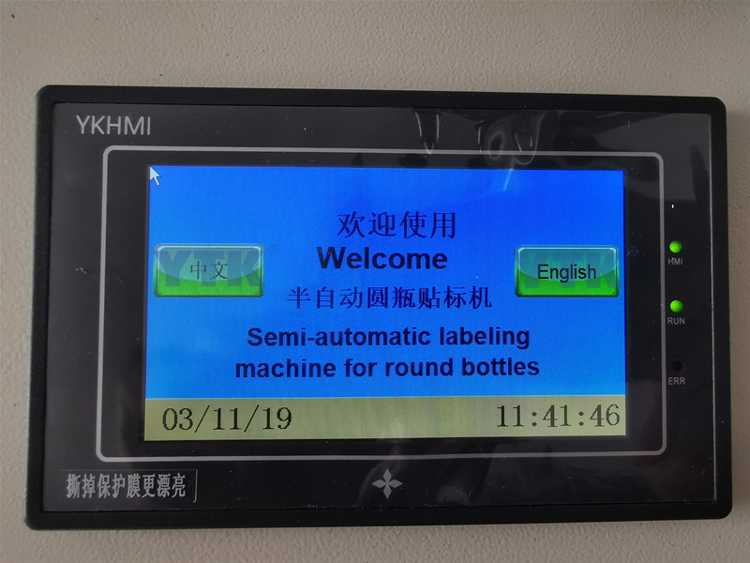 YKHMI
欢迎使用
Welcome
中文
English
半自动圆瓶贴标机
Semi-automatic labeling
machine for round bottles
HMI
RUN
ERR
03/11/19
11:41:46
撕掉保护膜更漂亮